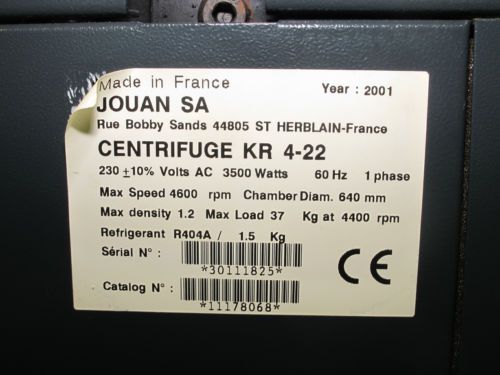 Made in France Year : 2001
JOUAN SA
Rue Bobby Sands 44805 ST HERBLAIN-France
CENTRIFUGE KR 4-22
230 ±10% Volts AC 3500 Watts 60 Hz 1 phase
Max Speed 4600 rpm Chamber Diam. 640 mm
Max density 1.2 Max Load 37 Kg at 4400 rpm
Refrigerant R404A / 1.5 Kg
Sérial N° :
*30111825*
Catalog N° :
*11178068*
CE